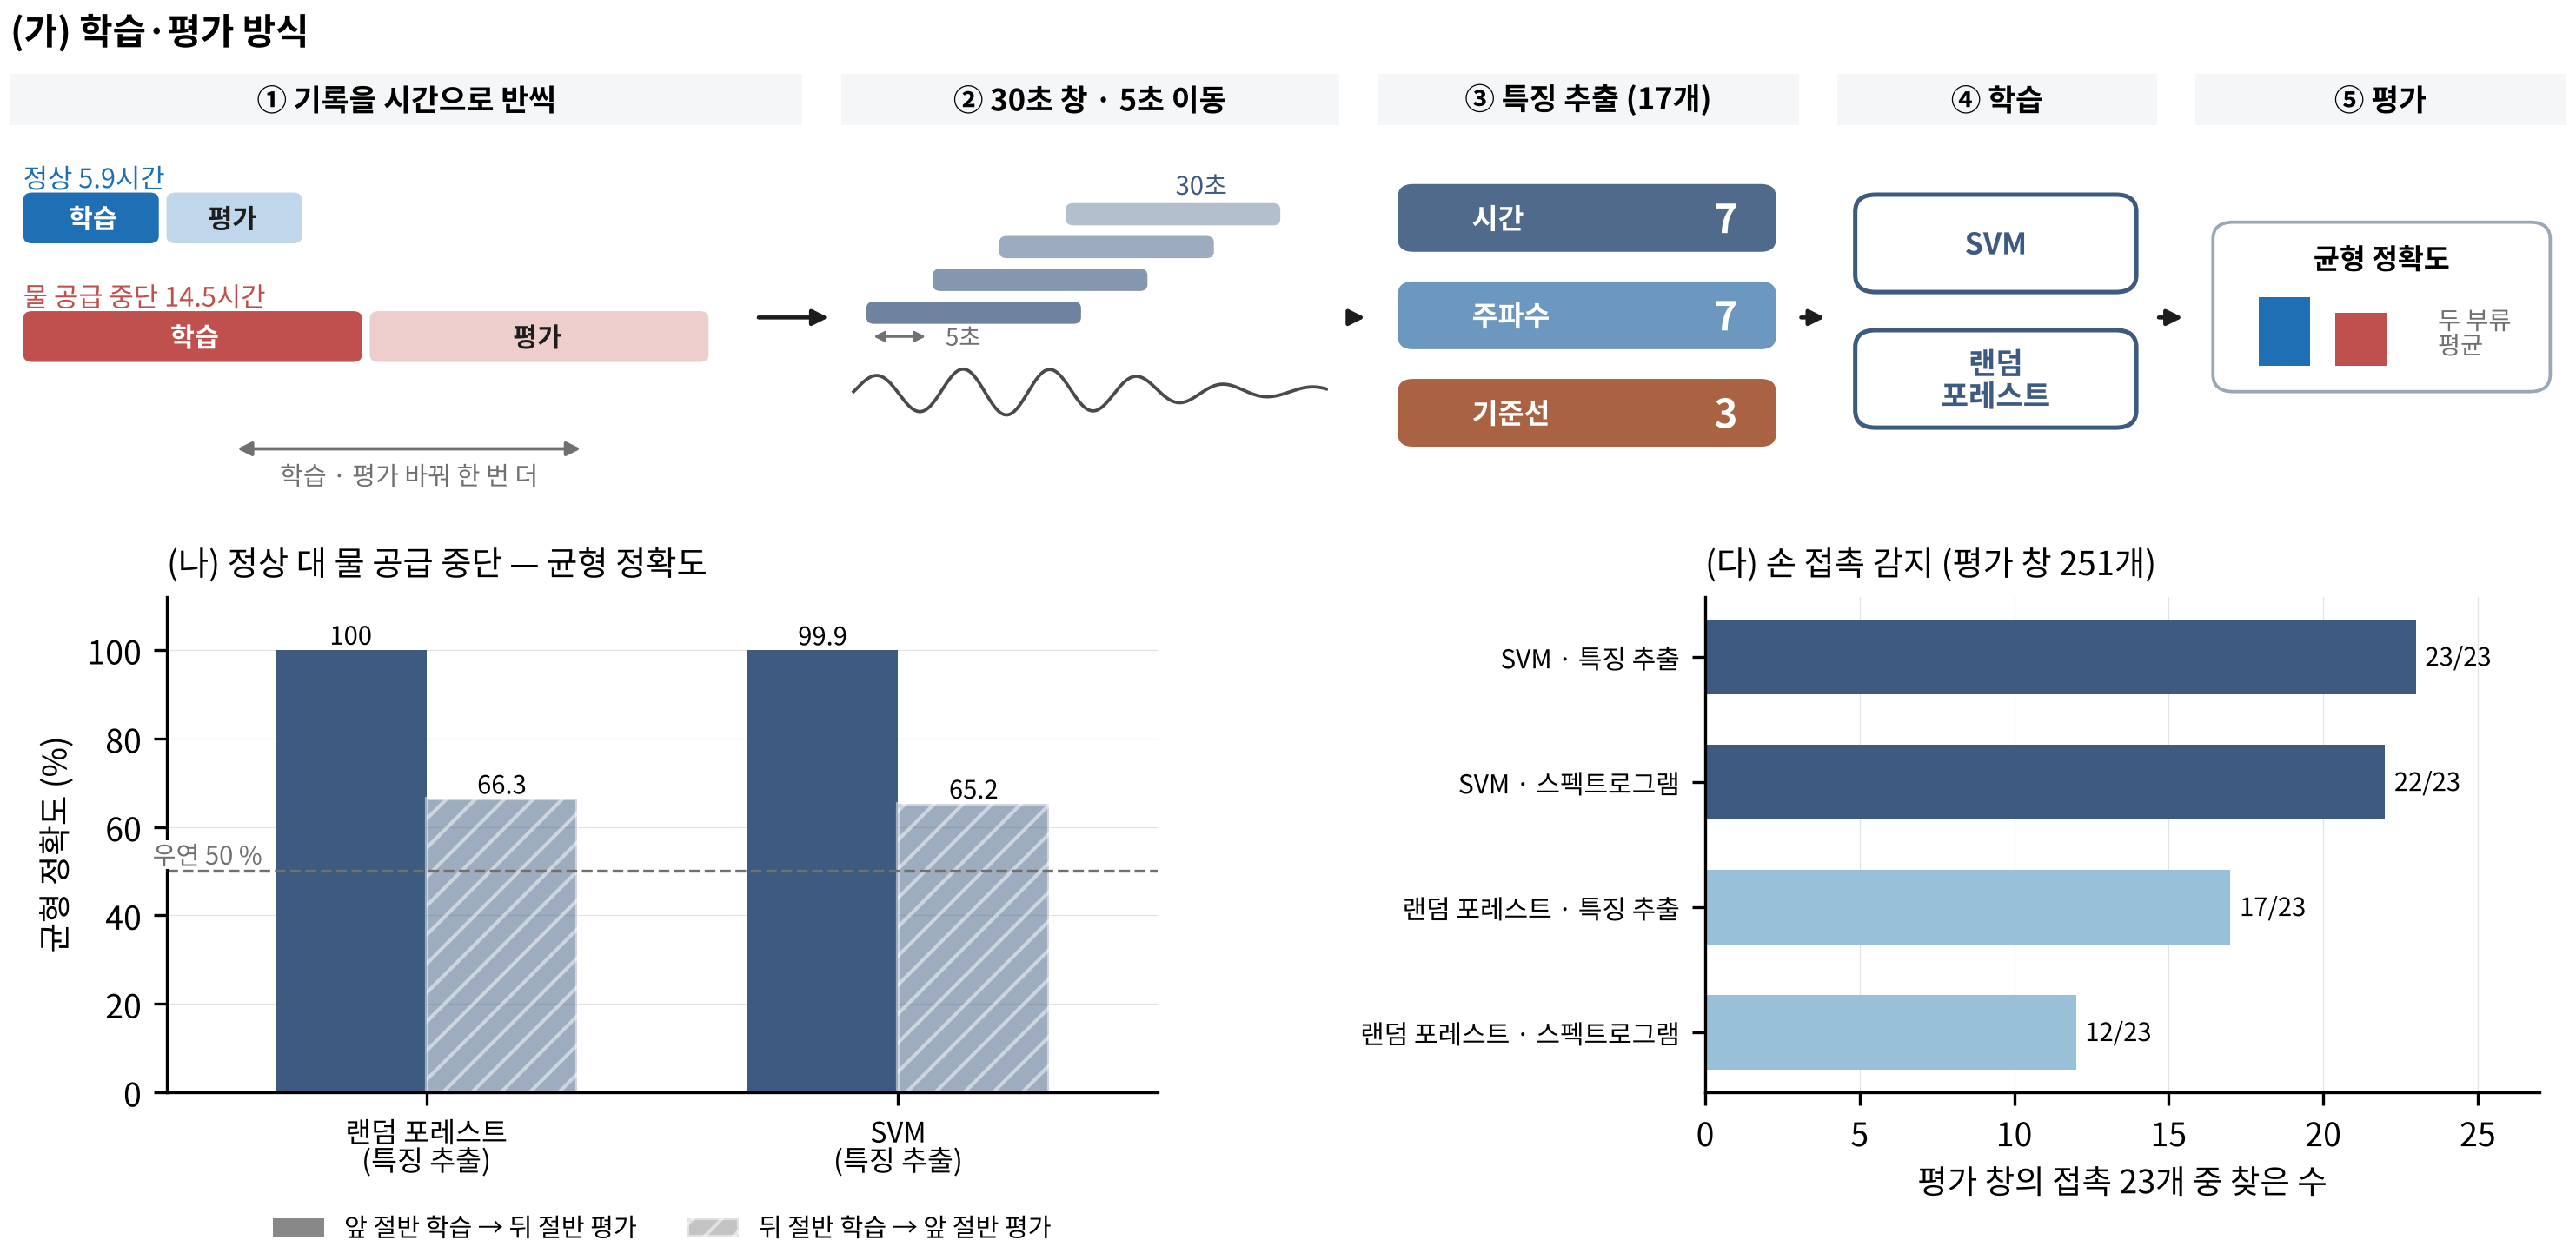 (가) 학습·평가 방식
① 기록을 시간으로 반씩
② 30초 창 · 5초 이동
③ 특징 추출 (17개)
④ 학습
⑤ 평가
정상 5.9시간
학습
평가
물 공급 중단 14.5시간
학습
평가
학습 · 평가 바꿔 한 번 더
30초
5초
시간 7
주파수 7
기준선 3
SVM
랜덤
포레스트
균형 정확도
두 부류
평균
(나) 정상 대 물 공급 중단 — 균형 정확도
균형 정확도 (%)
100
80
60
40
20
0
우연 50 %
100
66.3
99.9
65.2
랜덤 포레스트
(특징 추출)
SVM
(특징 추출)
앞 절반 학습 → 뒤 절반 평가
뒤 절반 학습 → 앞 절반 평가
(다) 손 접촉 감지 (평가 창 251개)
SVM · 특징 추출
23/23
SVM · 스펙트로그램
22/23
랜덤 포레스트 · 특징 추출
17/23
랜덤 포레스트 · 스펙트로그램
12/23
0 5 10 15 20 25
평가 창의 접촉 23개 중 찾은 수